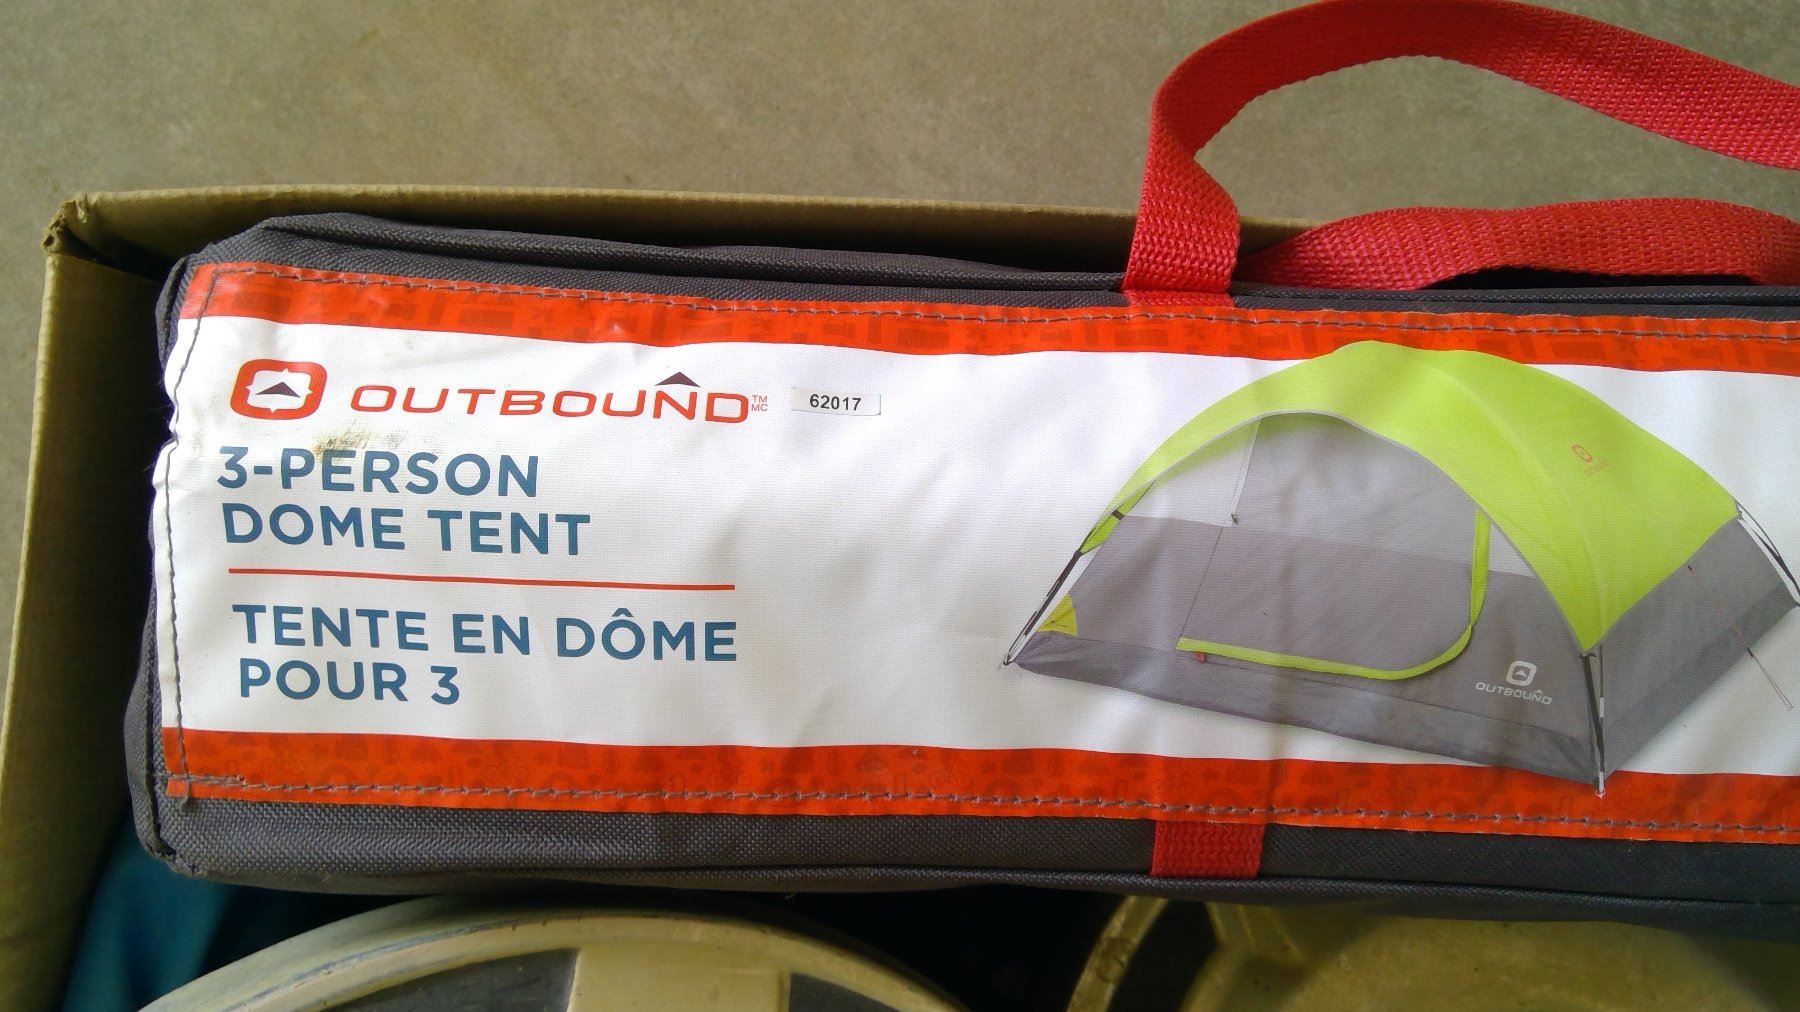 OUTBOUND TM MC 62017
3-PERSON
DOME TENT
TENTE EN DÔME
POUR 3
OUTBOUND